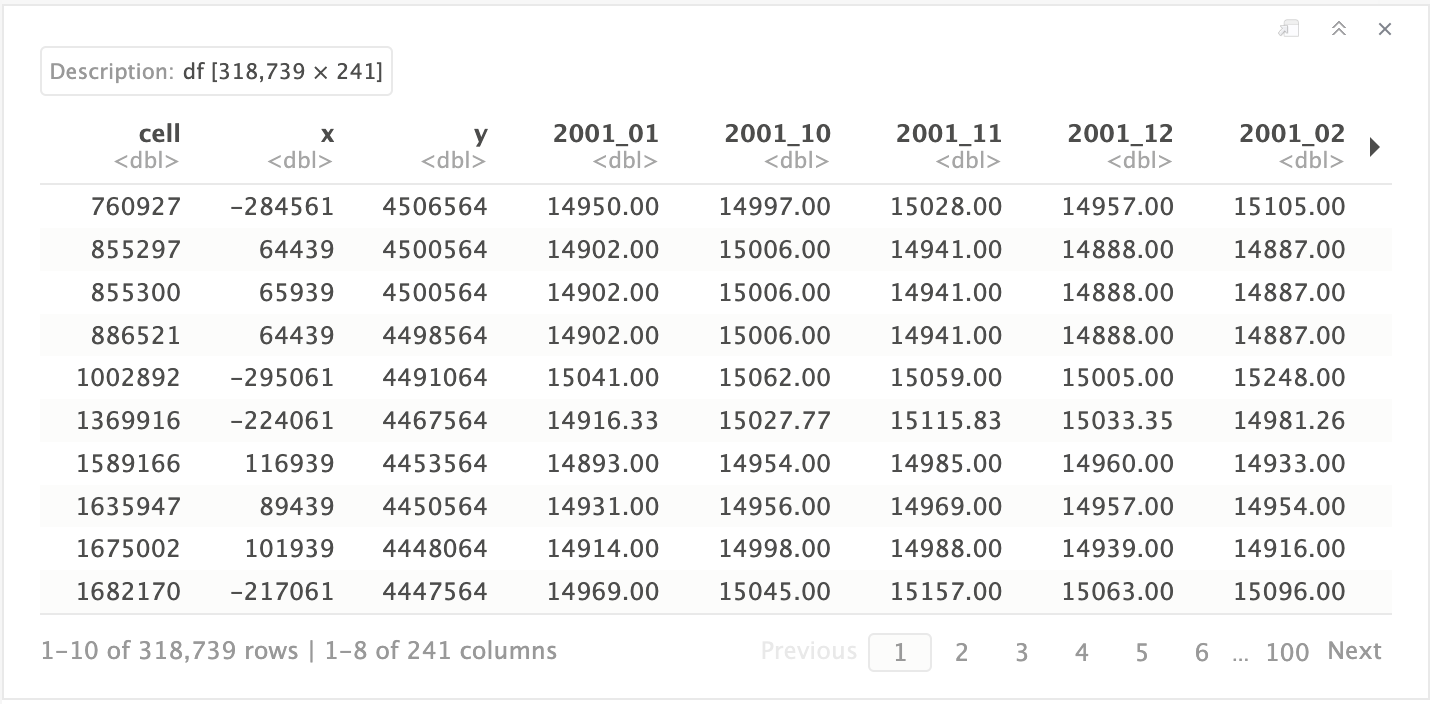 Description: df [318,739 × 241]
cell x y 2001_01 2001_10 2001_11 2001_12 2001_02
<dbl> <dbl> <dbl> <dbl> <dbl> <dbl> <dbl> <dbl>
760927 −284561 4506564 14950.00 14997.00 15028.00 14957.00 15105.00
855297 64439 4500564 14902.00 15006.00 14941.00 14888.00 14887.00
855300 65939 4500564 14902.00 15006.00 14941.00 14888.00 14887.00
886521 64439 4498564 14902.00 15006.00 14941.00 14888.00 14887.00
1002892 −295061 4491064 15041.00 15062.00 15059.00 15005.00 15248.00
1369916 −224061 4467564 14916.33 15027.77 15115.83 15033.35 14981.26
1589166 116939 4453564 14893.00 14954.00 14985.00 14960.00 14933.00
1635947 89439 4450564 14931.00 14956.00 14969.00 14957.00 14954.00
1675002 101939 4448064 14914.00 14998.00 14988.00 14939.00 14916.00
1682170 −217061 4447564 14969.00 15045.00 15157.00 15063.00 15096.00
1–10 of 318,739 rows | 1–8 of 241 columns Previous 1 2 3 4 5 6 ... 100 Next